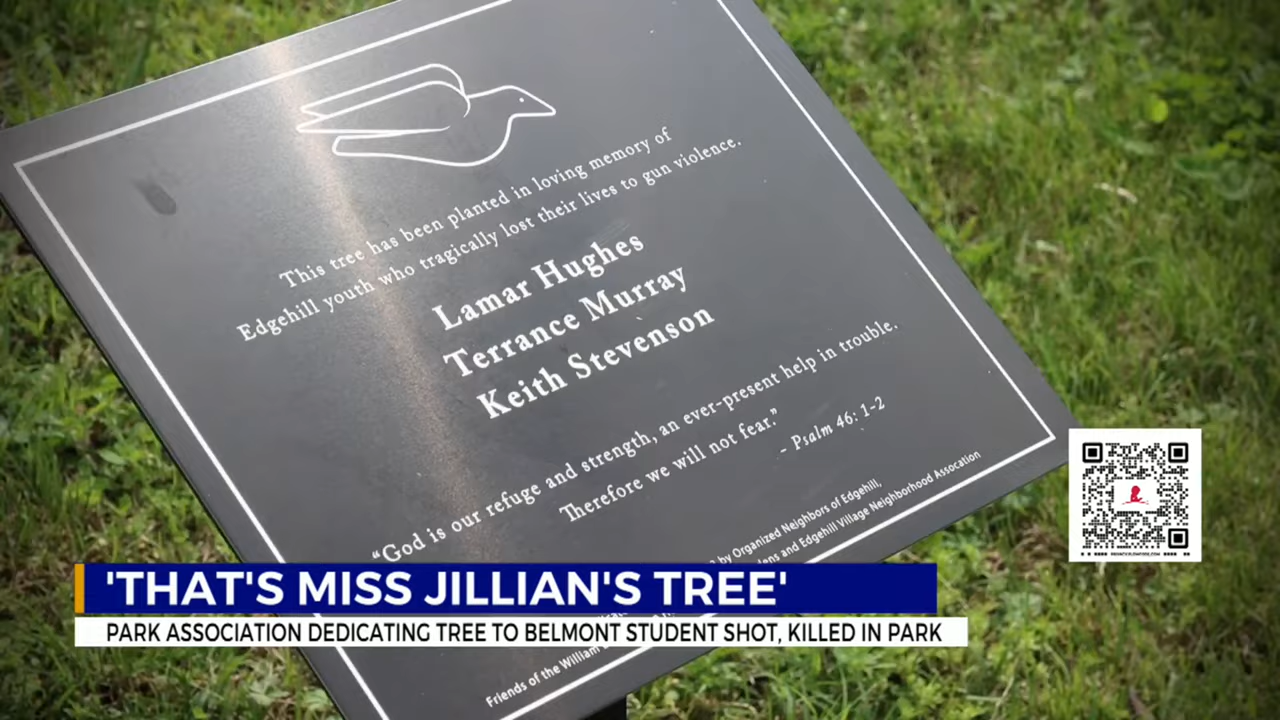 This tree has been planted in loving memory of
Edgehill youth who tragically lost their lives to gun violence.
Lamar Hughes
Terrance Murray
Keith Stevenson
“God is our refuge and strength, an ever-present help in trouble.
Therefore we will not fear.”
- Psalm 46: 1-2
by Organized Neighbors of Edgehill,
and Edgehill Village Neighborhood Assocation
Friends of the William
'THAT'S MISS JILLIAN'S TREE'
PARK ASSOCIATION DEDICATING TREE TO BELMONT STUDENT SHOT, KILLED IN PARK